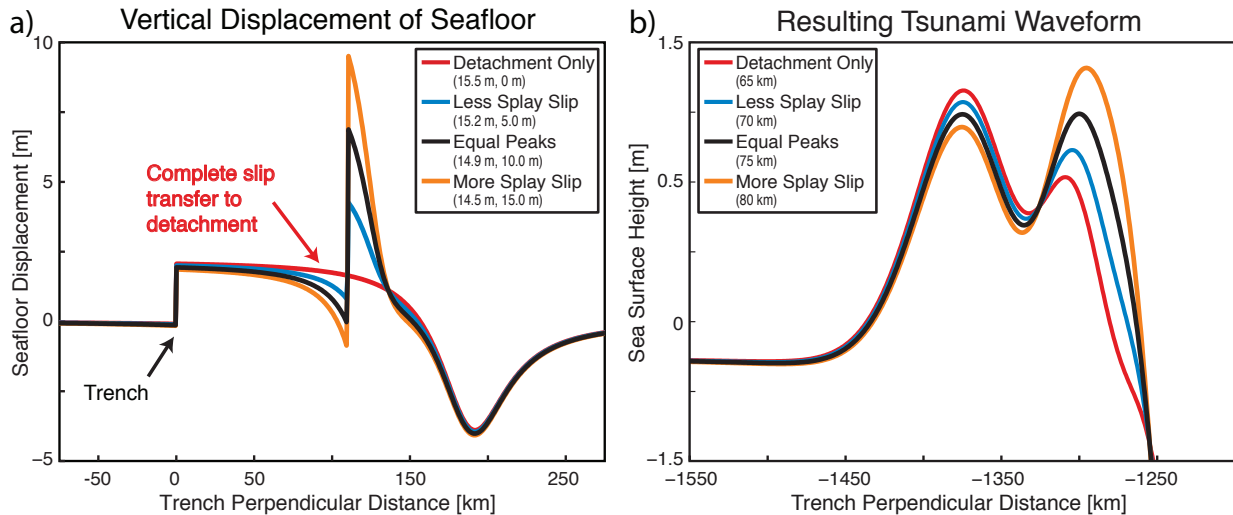 a)
Vertical Displacement of Seafloor
10
5
0
−5
Seafloor Displacement [m]
Detachment Only
(15.5 m, 0 m)
Less Splay Slip
(15.2 m, 5.0 m)
Equal Peaks
(14.9 m, 10.0 m)
More Splay Slip
(14.5 m, 15.0 m)
Complete slip
transfer to
detachment
Trench
-50
0
50
100
150
200
250
Trench Perpendicular Distance [km]
b)
Resulting Tsunami Waveform
1.5
0.5
0
−1.5
Sea Surface Height [m]
Detachment Only
(65 km)
Less Splay Slip
(70 km)
Equal Peaks
(75 km)
More Splay Slip
(80 km)
−1550
−1450
−1350
−1250
Trench Perpendicular Distance [km]